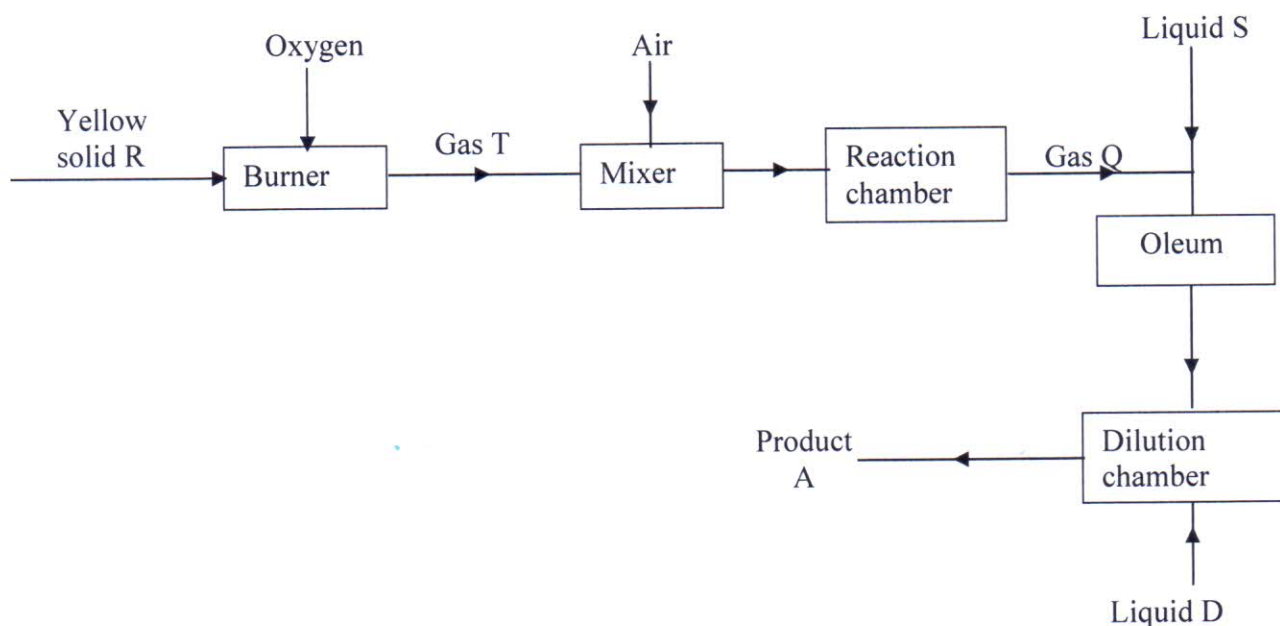 Liquid S
Oxygen
Air
Yellow
solid R
Burner
Gas T
Mixer
Reaction
chamber
Gas Q
Oleum
Product
A
Dilution
chamber
Liquid D